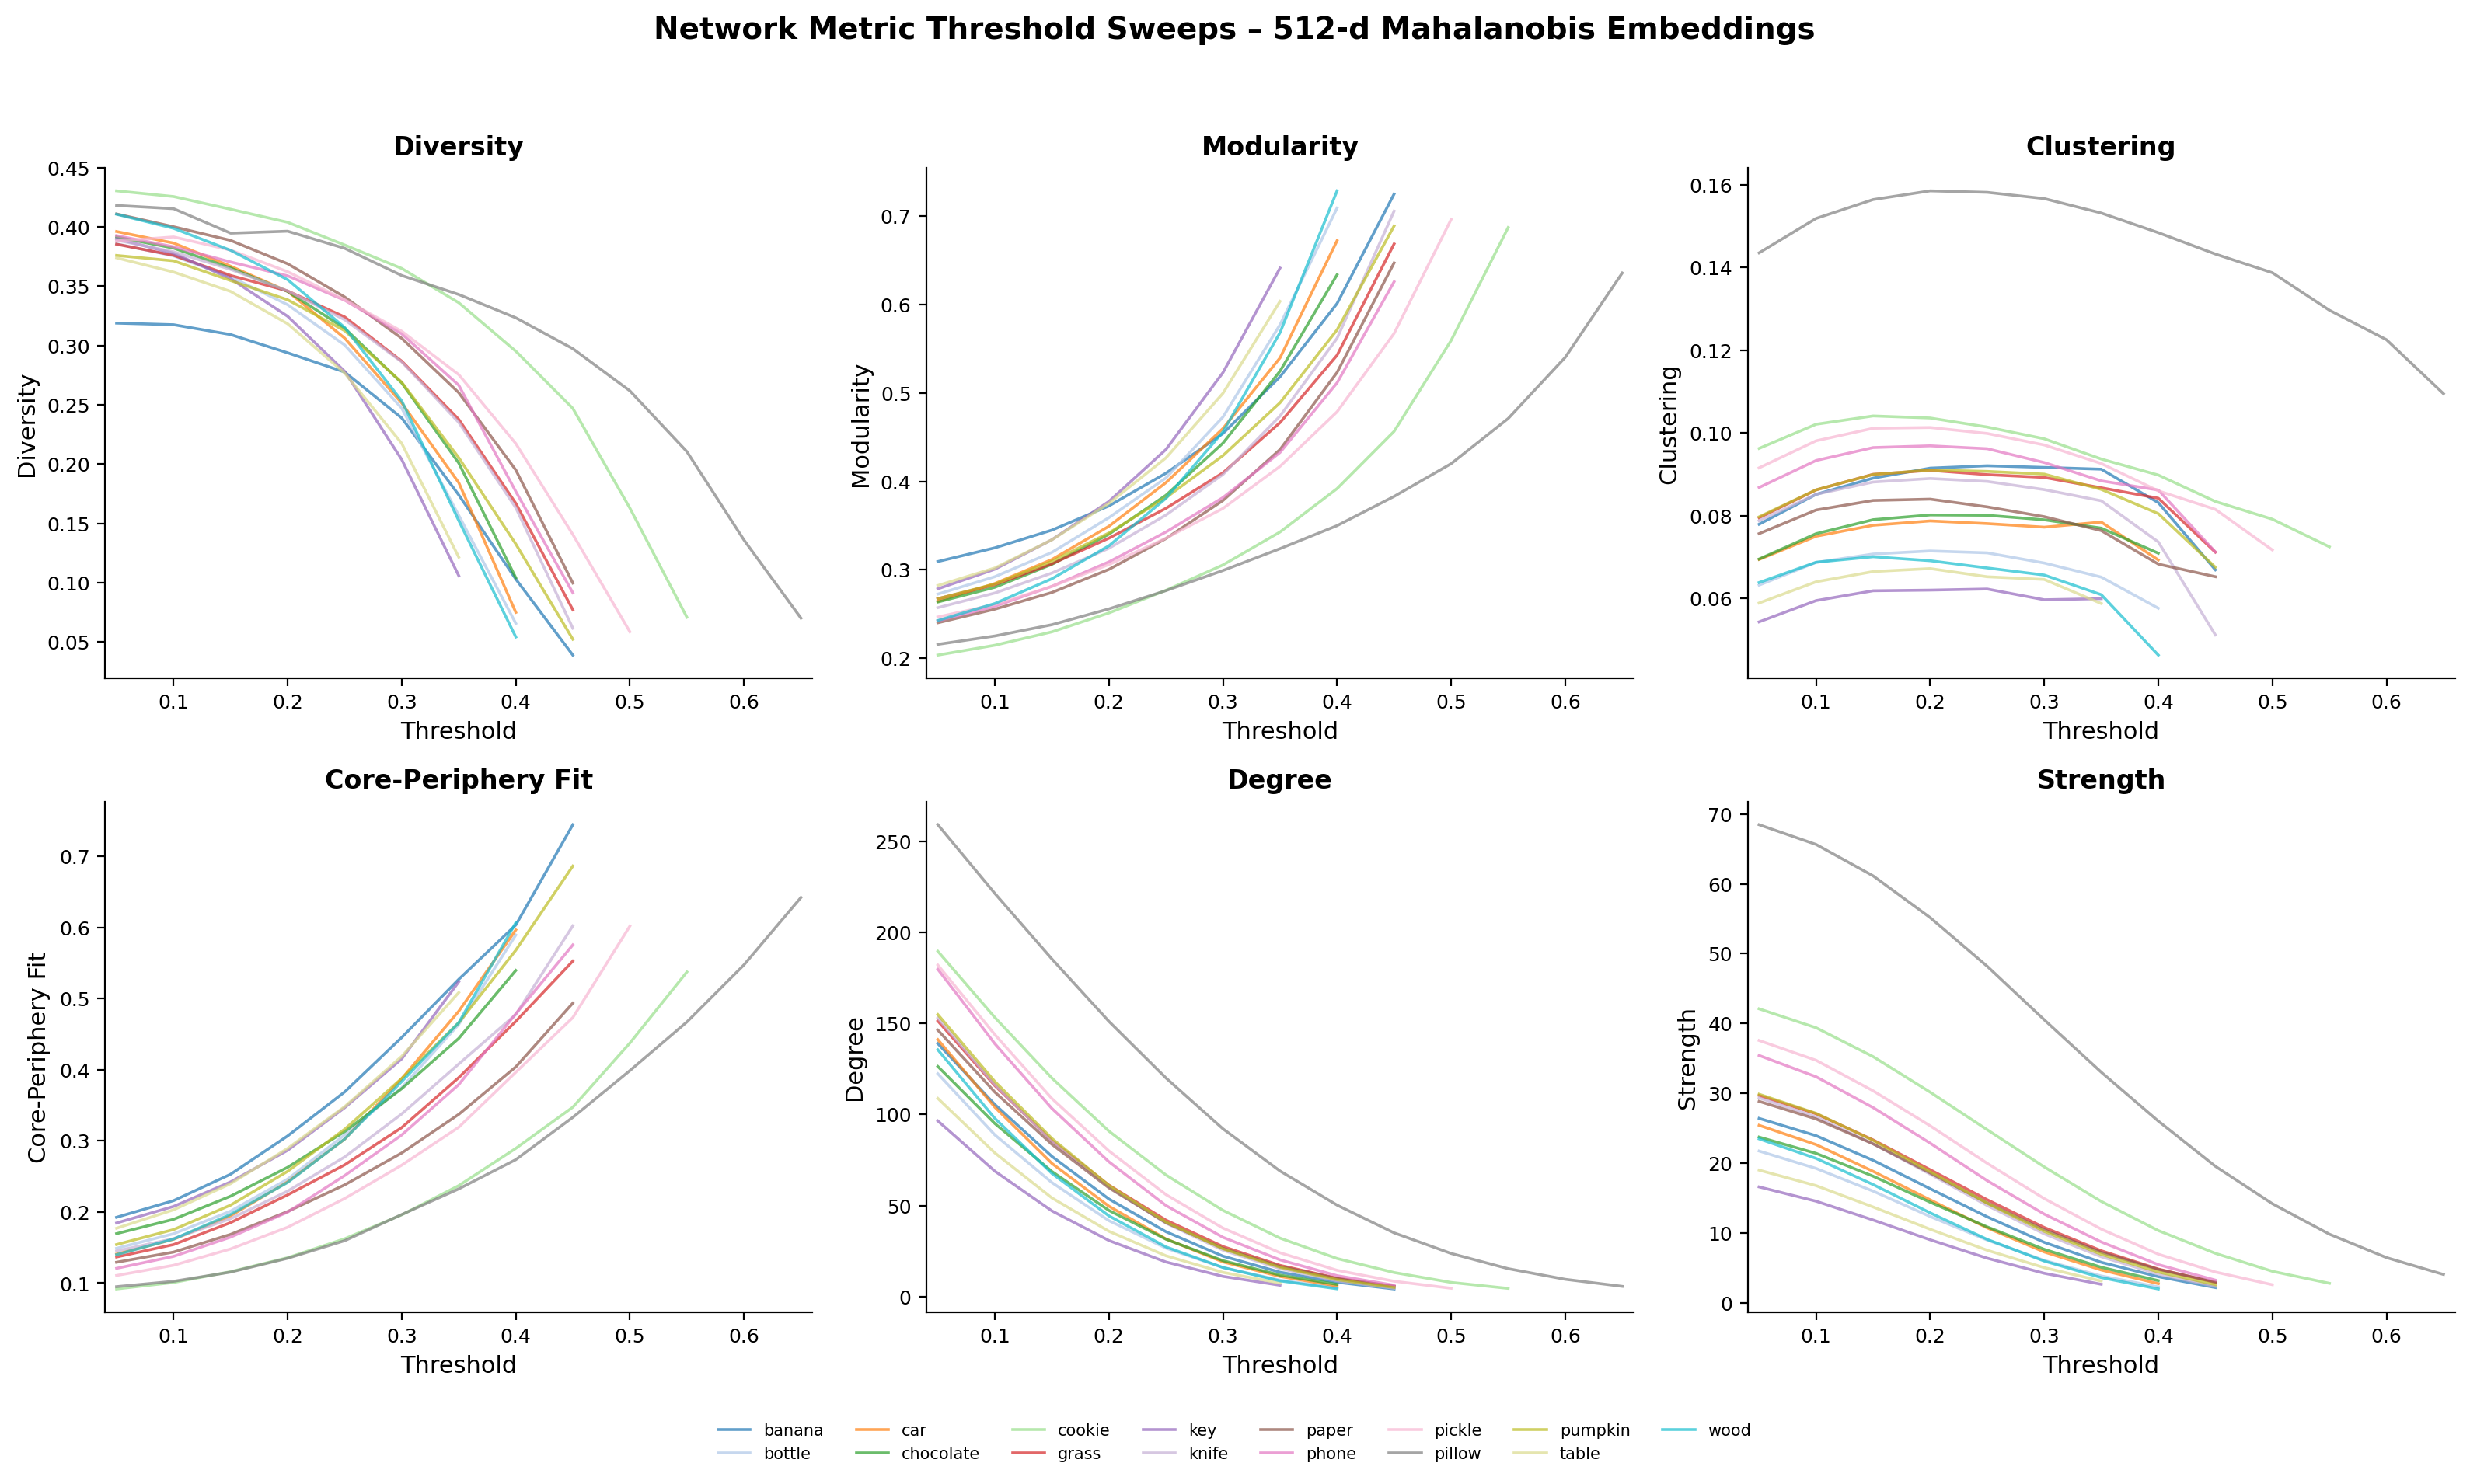 Network Metric Threshold Sweeps – 512-d Mahalanobis Embeddings
Diversity
Diversity
0.45
0.40
0.35
0.30
0.25
0.20
0.15
0.10
0.05
0.1 0.2 0.3 0.4 0.5 0.6
Threshold
Modularity
Modularity
0.7
0.6
0.5
0.4
0.3
0.2
0.1 0.2 0.3 0.4 0.5 0.6
Threshold
Clustering
Clustering
0.16
0.14
0.12
0.10
0.08
0.06
0.1 0.2 0.3 0.4 0.5 0.6
Threshold
Core-Periphery Fit
Core-Periphery Fit
0.7
0.6
0.5
0.4
0.3
0.2
0.1
0.1 0.2 0.3 0.4 0.5 0.6
Threshold
Degree
Degree
250
200
150
100
50
0
0.1 0.2 0.3 0.4 0.5 0.6
Threshold
Strength
Strength
70
60
50
40
30
20
10
0
0.1 0.2 0.3 0.4 0.5 0.6
Threshold
banana car cookie key paper pickle pumpkin wood
bottle chocolate grass knife phone pillow table